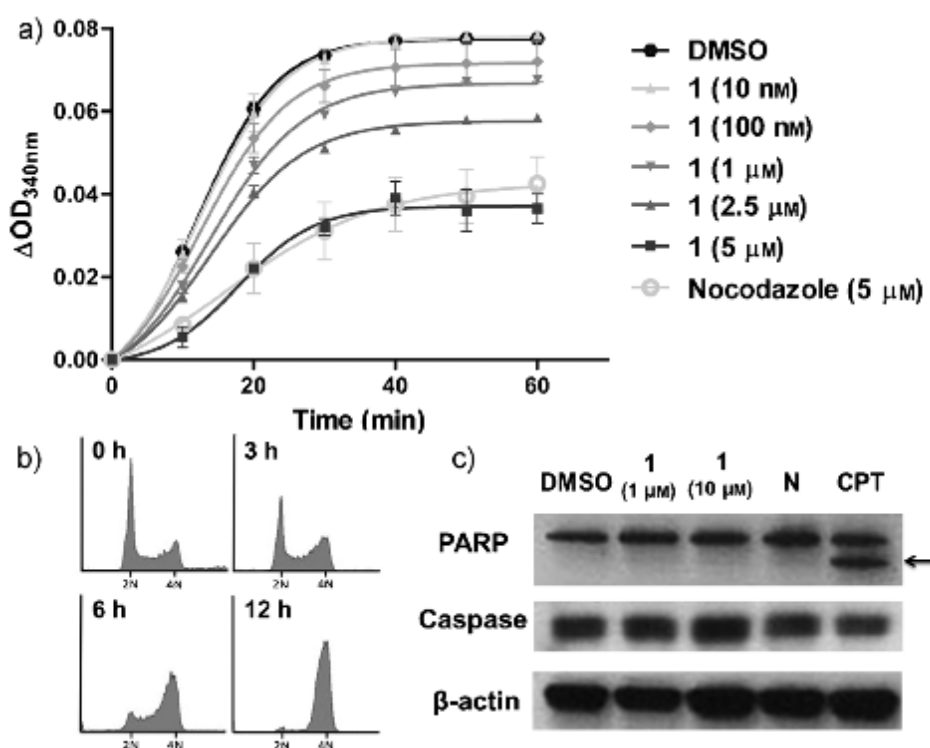 a)
0.08
0.06
0.04
0.02
0.00
ΔOD340nm
0 20 40 60
Time (min)
DMSO
1 (10 nM)
1 (100 nM)
1 (1 μM)
1 (2.5 μM)
1 (5 μM)
Nocodazole (5 μM)
b)
0 h
2N 4N
3 h
2N 4N
6 h
2N 4N
12 h
2N 4N
c)
DMSO 1 (1 μM) 1 (10 μM) N CPT
PARP
Caspase
β-actin